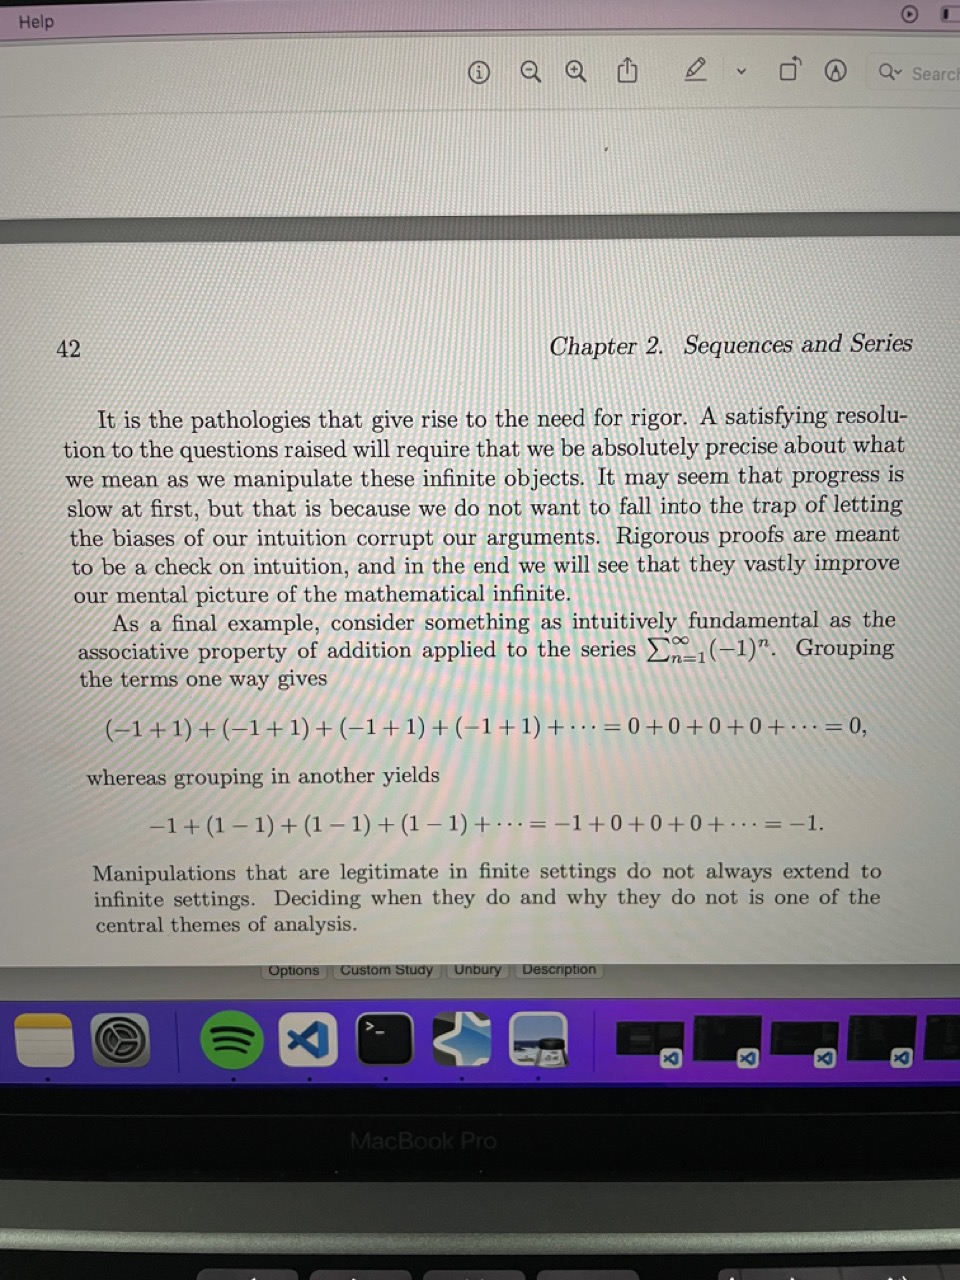 Help
Search
42 Chapter 2. Sequences and Series
It is the pathologies that give rise to the need for rigor. A satisfying resolu-
tion to the questions raised will require that we be absolutely precise about what
we mean as we manipulate these infinite objects. It may seem that progress is
slow at first, but that is because we do not want to fall into the trap of letting
the biases of our intuition corrupt our arguments. Rigorous proofs are meant
to be a check on intuition, and in the end we will see that they vastly improve
our mental picture of the mathematical infinite.
As a final example, consider something as intuitively fundamental as the
associative property of addition applied to the series ∑_{n=1}^{∞}(−1)^n. Grouping
the terms one way gives
(−1+1)+(−1+1)+(−1+1)+(−1+1)+⋯=0+0+0+0+⋯=0,
whereas grouping in another yields
−1+(1−1)+(1−1)+(1−1)+⋯=−1+0+0+0+⋯=−1.
Manipulations that are legitimate in finite settings do not always extend to
infinite settings. Deciding when they do and why they do not is one of the
central themes of analysis.
Options Custom Study Unbury Description
>_
MacBook Pro